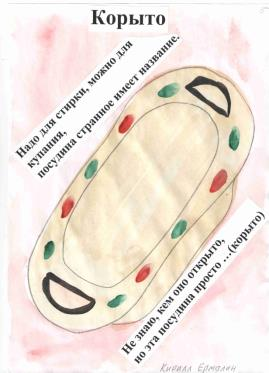 Корыто
Надо для стирки, можно для
купания,
посудина странное имеет название.
Не знаю, кем оно открыто,
но эта посудина просто …(корыто)
Кирилл Ермолин